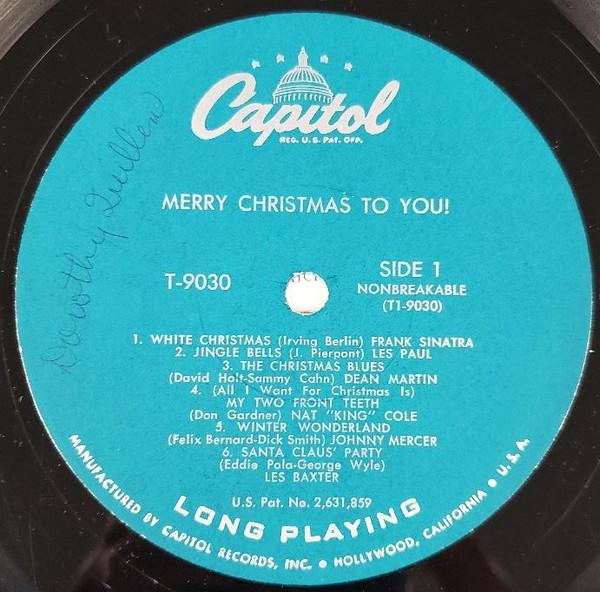 Capitol
REG. U.S. PAT. OFF.
MERRY CHRISTMAS TO YOU!
Dorothy Quillen
T-9030
SIDE 1
NONBREAKABLE
(T1-9030)
1. WHITE CHRISTMAS (Irving Berlin) FRANK SINATRA
2. JINGLE BELLS (J. Pierpont) LES PAUL
3. THE CHRISTMAS BLUES
(David Holt-Sammy Cahn) DEAN MARTIN
4. (All I Want For Christmas Is)
MY TWO FRONT TEETH
(Don Gardner) NAT "KING" COLE
5. WINTER WONDERLAND
(Felix Bernard-Dick Smith) JOHNNY MERCER
6. SANTA CLAUS' PARTY
(Eddie Pola-George Wyle)
LES BAXTER
U.S. Pat. No. 2,631,859
LONG PLAYING
MANUFACTURED BY CAPITOL RECORDS, INC. • HOLLYWOOD, CALIFORNIA • U.S.A.